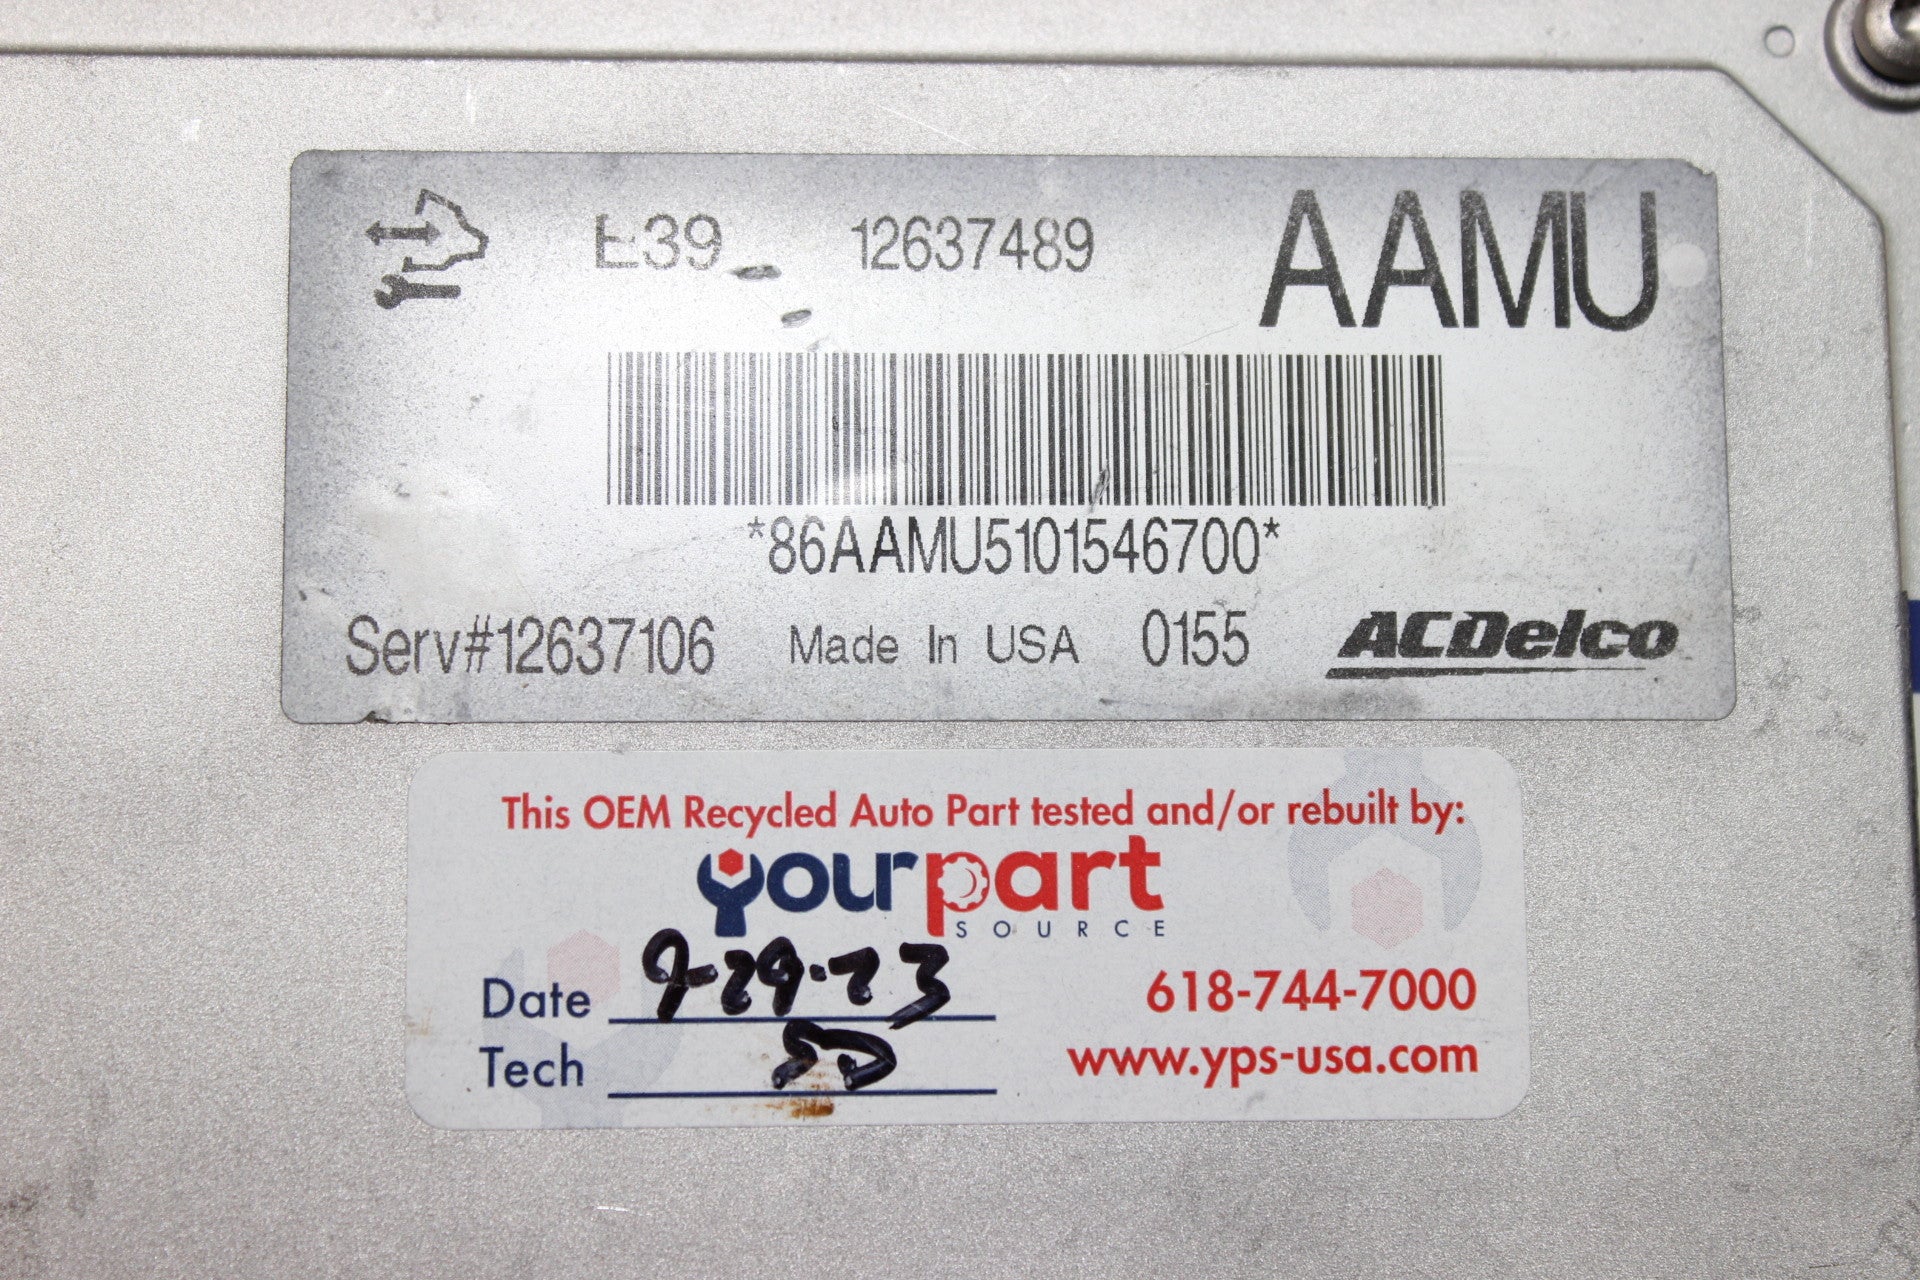 E39 12637489 AAMU
*86AAMU5101546700*
Serv#12637106 Made In USA 0155 ACDelco
This OEM Recycled Auto Part tested and/or rebuilt by:
yourpart
SOURCE
Date 9-29-23 618-744-7000
Tech www.yps-usa.com